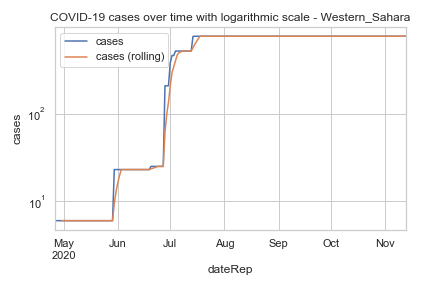 COVID-19 cases over time with logarithmic scale - Western_Sahara
cases
cases (rolling)
10²
10¹
cases
May Jun Jul Aug Sep Oct Nov
2020
dateRep